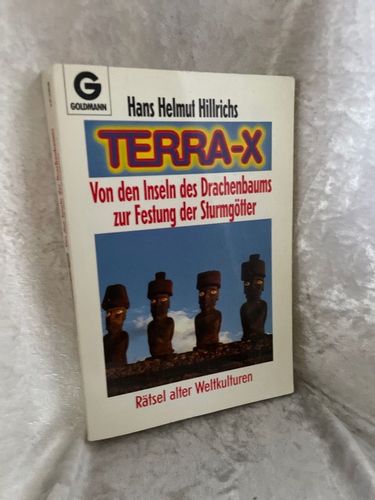 G
GOLDMANN
Hans Helmut Hillrichs
TERRA-X
Von den Inseln des Drachenbaums
zur Festung der Sturmgötter
Rätsel alter Weltkulturen